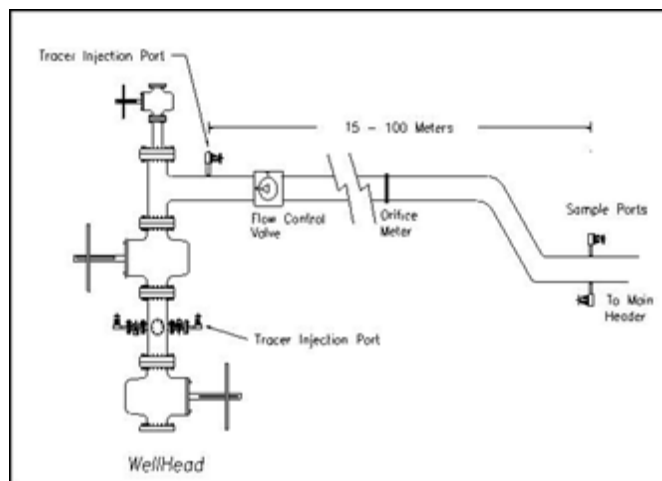 Tracer Injection Port
15 - 100 Meters
Flow Control
Valve
Orifice
Meter
Sample Ports
To Main
Header
Tracer Injection Port
WellHead